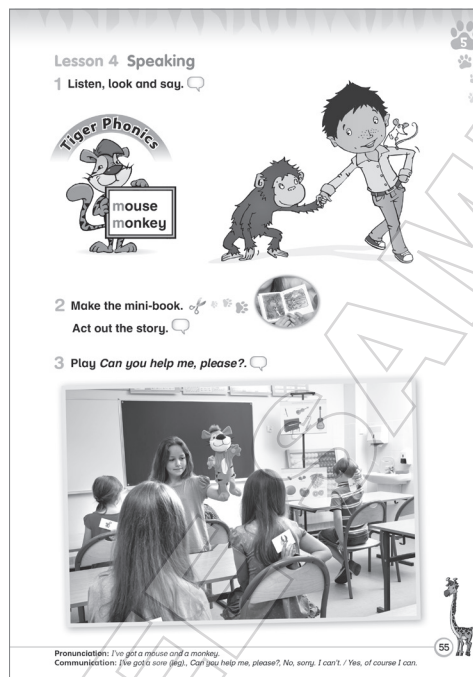 5
Lesson 4 Speaking
1 Listen, look and say.
Tiger Phonics
mouse
monkey
2 Make the mini-book.
Act out the story.
3 Play Can you help me, please?.
SAM
55
Pronunciation: I've got a mouse and a monkey.
Communication: I've got a sore (leg)., Can you help me, please?, No, sorry. I can't. / Yes, of course I can.